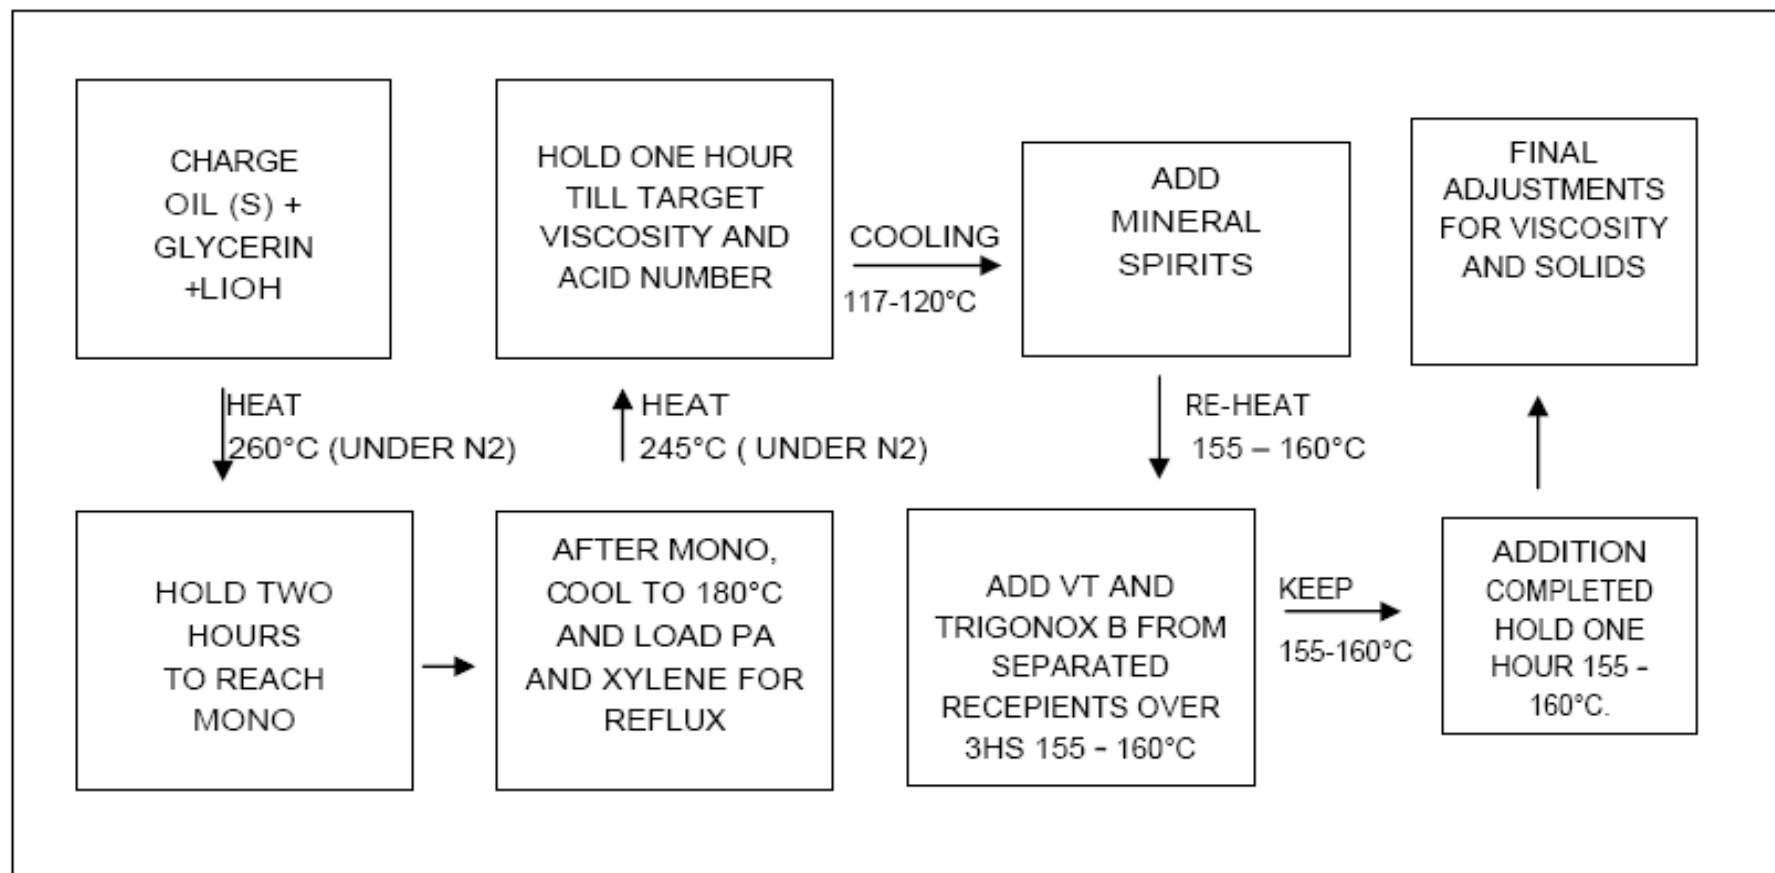 CHARGE
OIL (S) +
GLYCERIN
+LIOH
HEAT
260°C (UNDER N2)
HOLD TWO
HOURS
TO REACH
MONO
AFTER MONO,
COOL TO 180°C
AND LOAD PA
AND XYLENE FOR
REFLUX
HEAT
245°C ( UNDER N2)
HOLD ONE HOUR
TILL TARGET
VISCOSITY AND
ACID NUMBER
COOLING
117-120°C
ADD
MINERAL
SPIRITS
RE-HEAT
155 – 160°C
ADD VT AND
TRIGONOX B FROM
SEPARATED
RECEPIENTS OVER
3HS 155 – 160°C
KEEP
155-160°C
ADDITION
COMPLETED
HOLD ONE
HOUR 155 –
160°C.
FINAL
ADJUSTMENTS
FOR VISCOSITY
AND SOLIDS